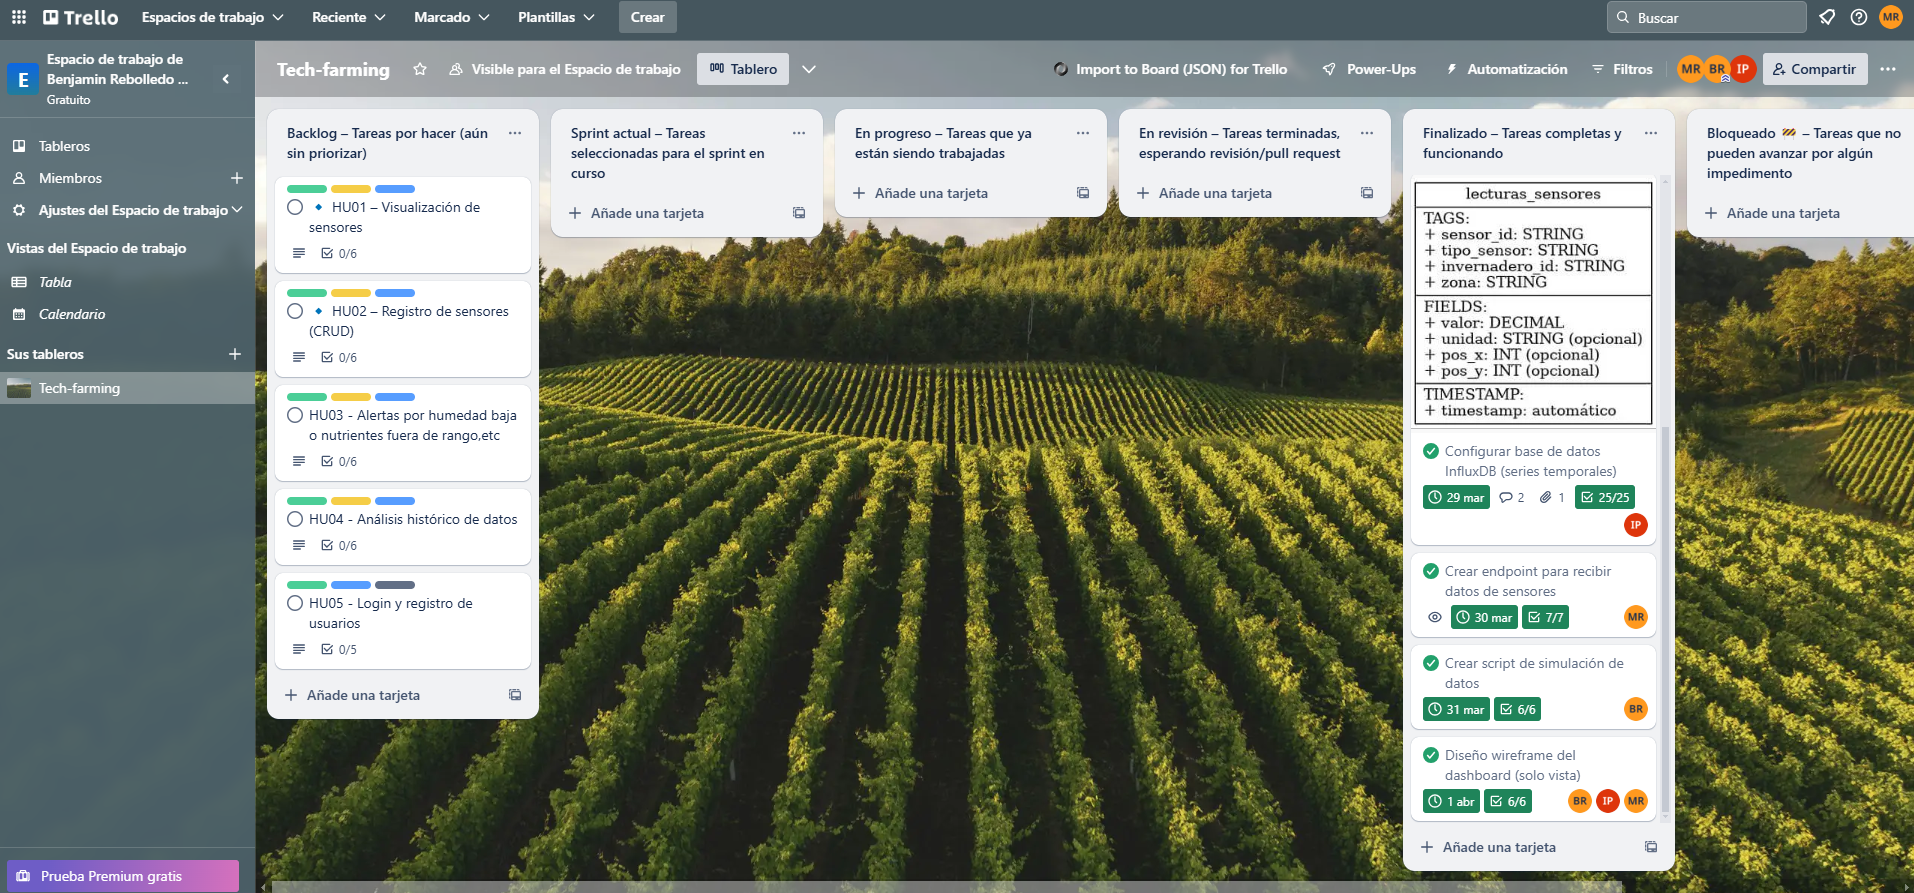 Trello
Espacios de trabajo
Reciente
Marcado
Plantillas
Crear
Buscar
MR
E
Espacio de trabajo de
Benjamin Rebolledo ...
Gratuito
Tableros
Miembros
Ajustes del Espacio de trabajo
Vistas del Espacio de trabajo
Tabla
Calendario
Sus tableros
Tech-farming
Prueba Premium gratis
Tech-farming
Visible para el Espacio de trabajo
Tablero
Import to Board (JSON) for Trello
Power-Ups
Automatización
Filtros
MR
BR
IP
Compartir
Backlog – Tareas por hacer (aún
sin priorizar)
HU01 – Visualización de
sensores
0/6
HU02 – Registro de sensores
(CRUD)
0/6
HU03 - Alertas por humedad baja
o nutrientes fuera de rango,etc
0/6
HU04 - Análisis histórico de datos
0/6
HU05 - Login y registro de
usuarios
0/5
Añade una tarjeta
Sprint actual – Tareas
seleccionadas para el sprint en
curso
Añade una tarjeta
En progreso – Tareas que ya
están siendo trabajadas
Añade una tarjeta
En revisión – Tareas terminadas,
esperando revisión/pull request
Añade una tarjeta
Finalizado – Tareas completas y
funcionando
lecturas_sensores
TAGS:
+ sensor_id: STRING
+ tipo_sensor: STRING
+ invernadero_id: STRING
+ zona: STRING
FIELDS:
+ valor: DECIMAL
+ unidad: STRING (opcional)
+ pos_x: INT (opcional)
+ pos_y: INT (opcional)
TIMESTAMP:
+ timestamp: automático
Configurar base de datos
InfluxDB (series temporales)
29 mar 2 1 25/25
IP
Crear endpoint para recibir
datos de sensores
30 mar 7/7 MR
Crear script de simulación de
datos
31 mar 6/6 BR
Diseño wireframe del
dashboard (solo vista)
1 abr 6/6 BR IP MR
Añade una tarjeta
Bloqueado 🚧 – Tareas que no
pueden avanzar por algún
impedimento
Añade una tarjeta